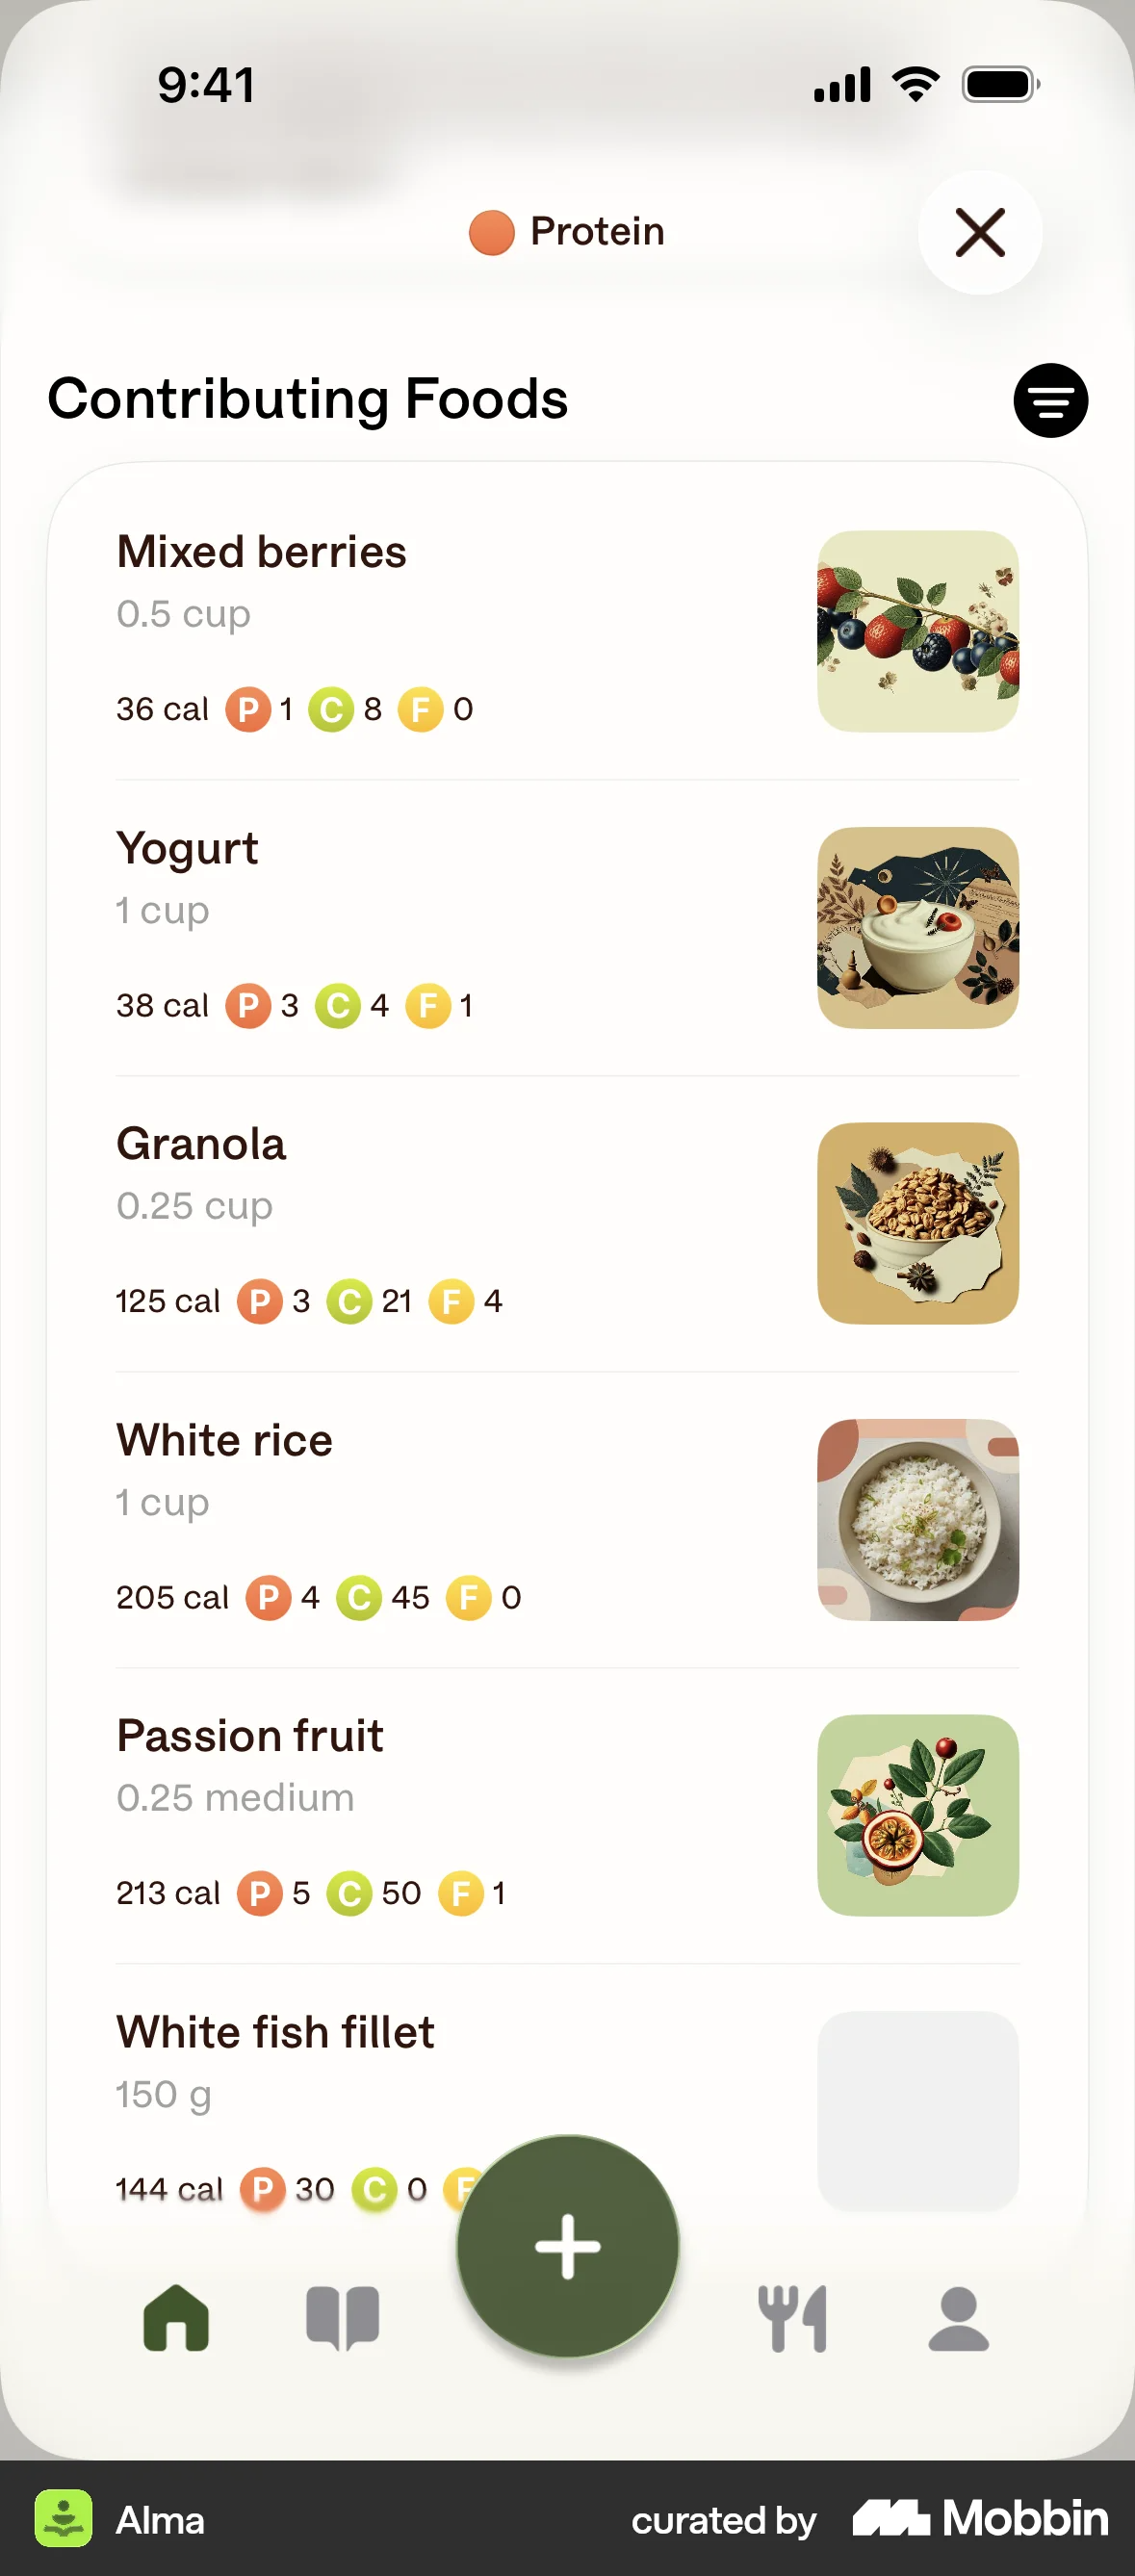 9:41
Protein
Contributing Foods
Mixed berries
0.5 cup
36 cal P 1 C 8 F 0
Yogurt
1 cup
38 cal P 3 C 4 F 1
Granola
0.25 cup
125 cal P 3 C 21 F 4
White rice
1 cup
205 cal P 4 C 45 F 0
Passion fruit
0.25 medium
213 cal P 5 C 50 F 1
White fish fillet
150 g
144 cal P 30 C 0 F
Alma
curated by Mobbin